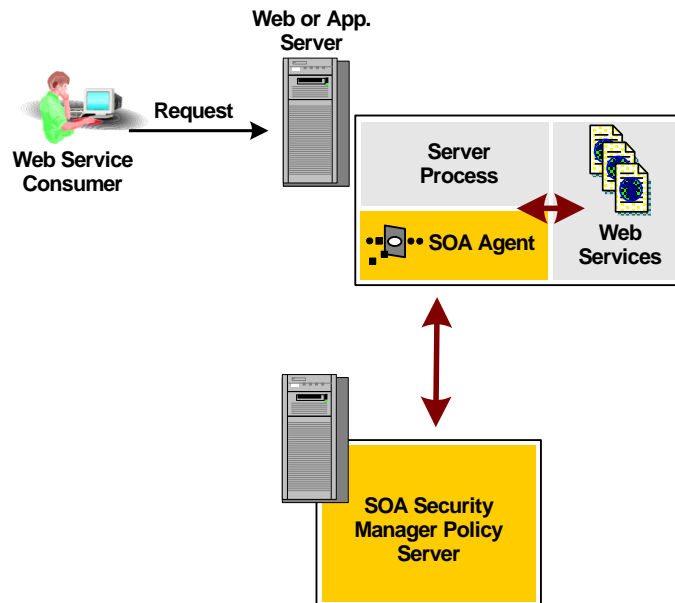 Web or App.
Server
Request
Web Service
Consumer
Server
Process
SOA Agent
Web
Services
SOA Security
Manager Policy
Server